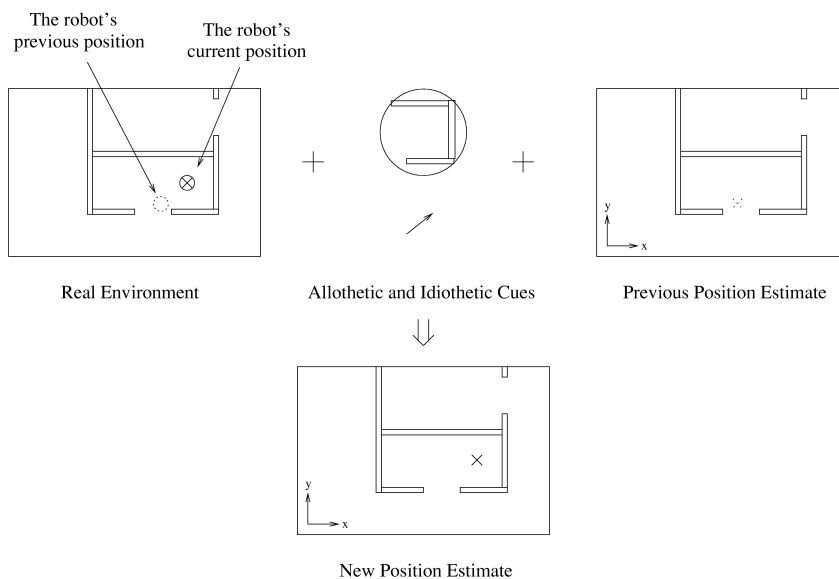 The robot's
previous position
The robot's
current position
y
x
Real Environment
Allothetic and Idiothetic Cues
Previous Position Estimate
y
x
New Position Estimate